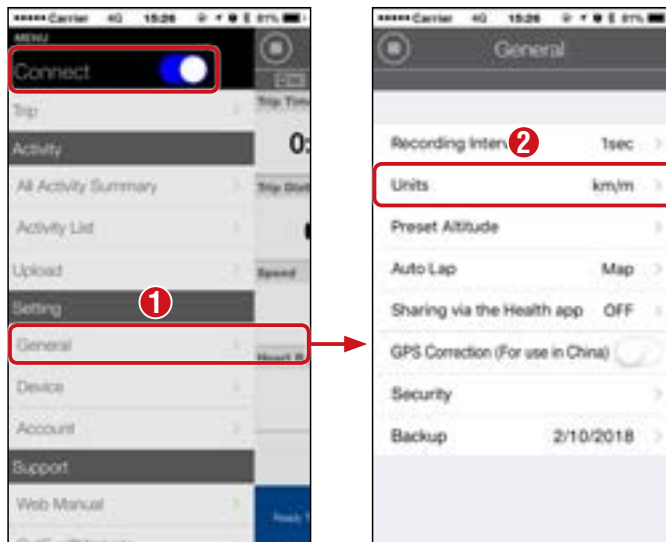 Carrier 4G 15:26 81%
MENU
Connect
Trip
Trip Time
0:
Activity
All Activity Summary
Trip Dist
Activity List
Upload
Speed
Setting
1
General
Heart R
Device
Account
Support
Web Manual
Ready T
Carrier 4G 15:26 81%
General
Recording Interv
2
1sec
Units km/m
Preset Altitude
Auto Lap Map
Sharing via the Health app OFF
GPS Correction (For use in China)
Security
Backup 2/10/2018